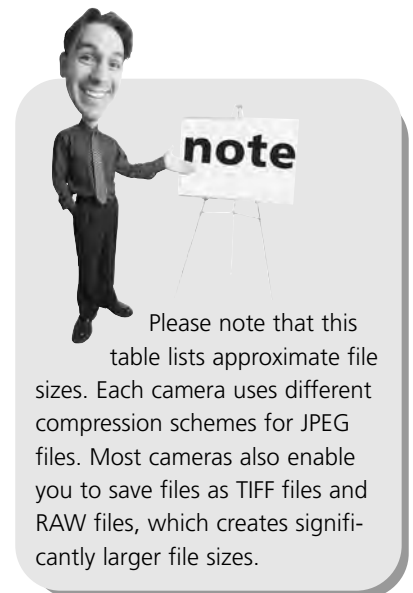 note
Please note that this
table lists approximate file
sizes. Each camera uses different
compression schemes for JPEG
files. Most cameras also enable
you to save files as TIFF files and
RAW files, which creates signifi-
cantly larger file sizes.